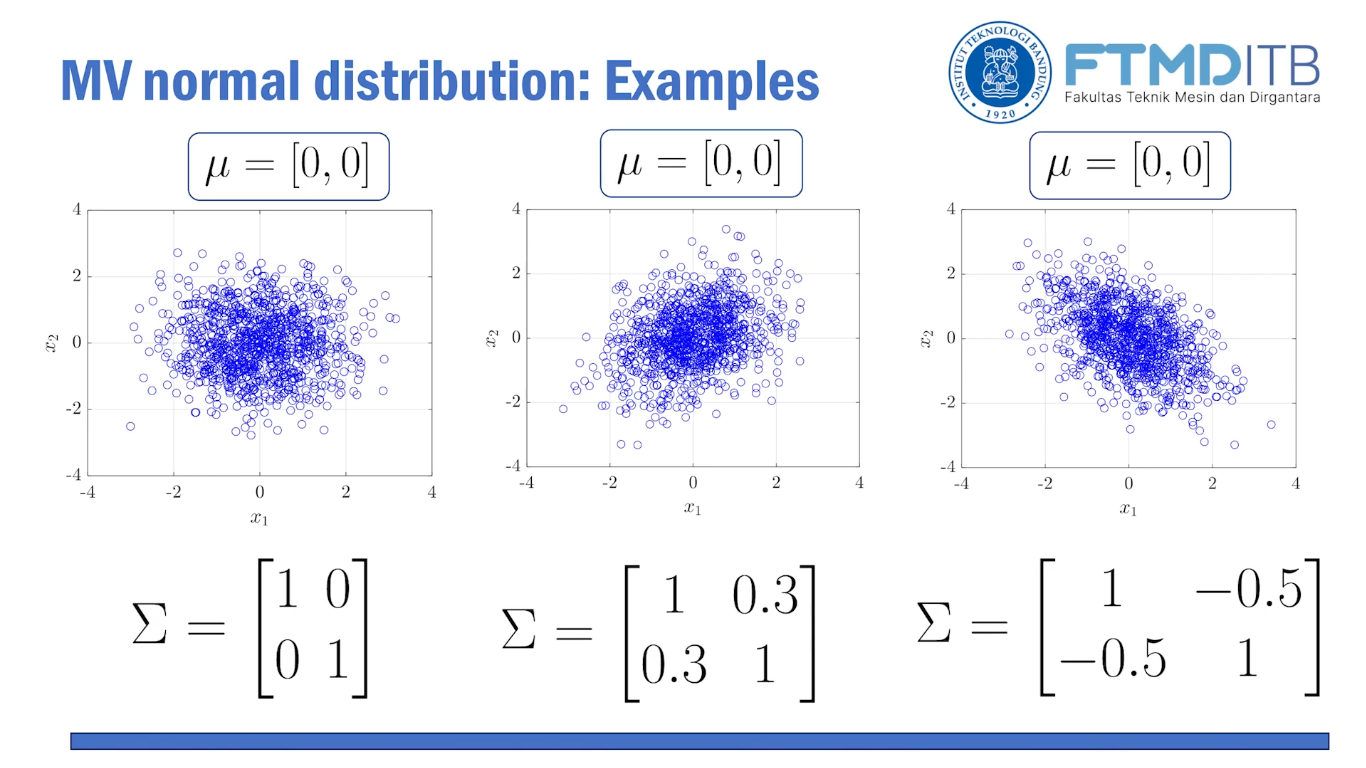 MV normal distribution: Examples
INSTITUT TEKNOLOGI BANDUNG
1920
FTMDITB
Fakultas Teknik Mesin dan Dirgantara
μ = [0, 0]
μ = [0, 0]
μ = [0, 0]
4
2
0
-2
-4
-4 -2 0 2 4
x₂
x₁
4
2
0
-2
-4
-4 -2 0 2 4
x₂
x₁
4
2
0
-2
-4
-4 -2 0 2 4
x₂
x₁
Σ = [1 0
0 1]
Σ = [1 0.3
0.3 1]
Σ = [1 −0.5
−0.5 1]